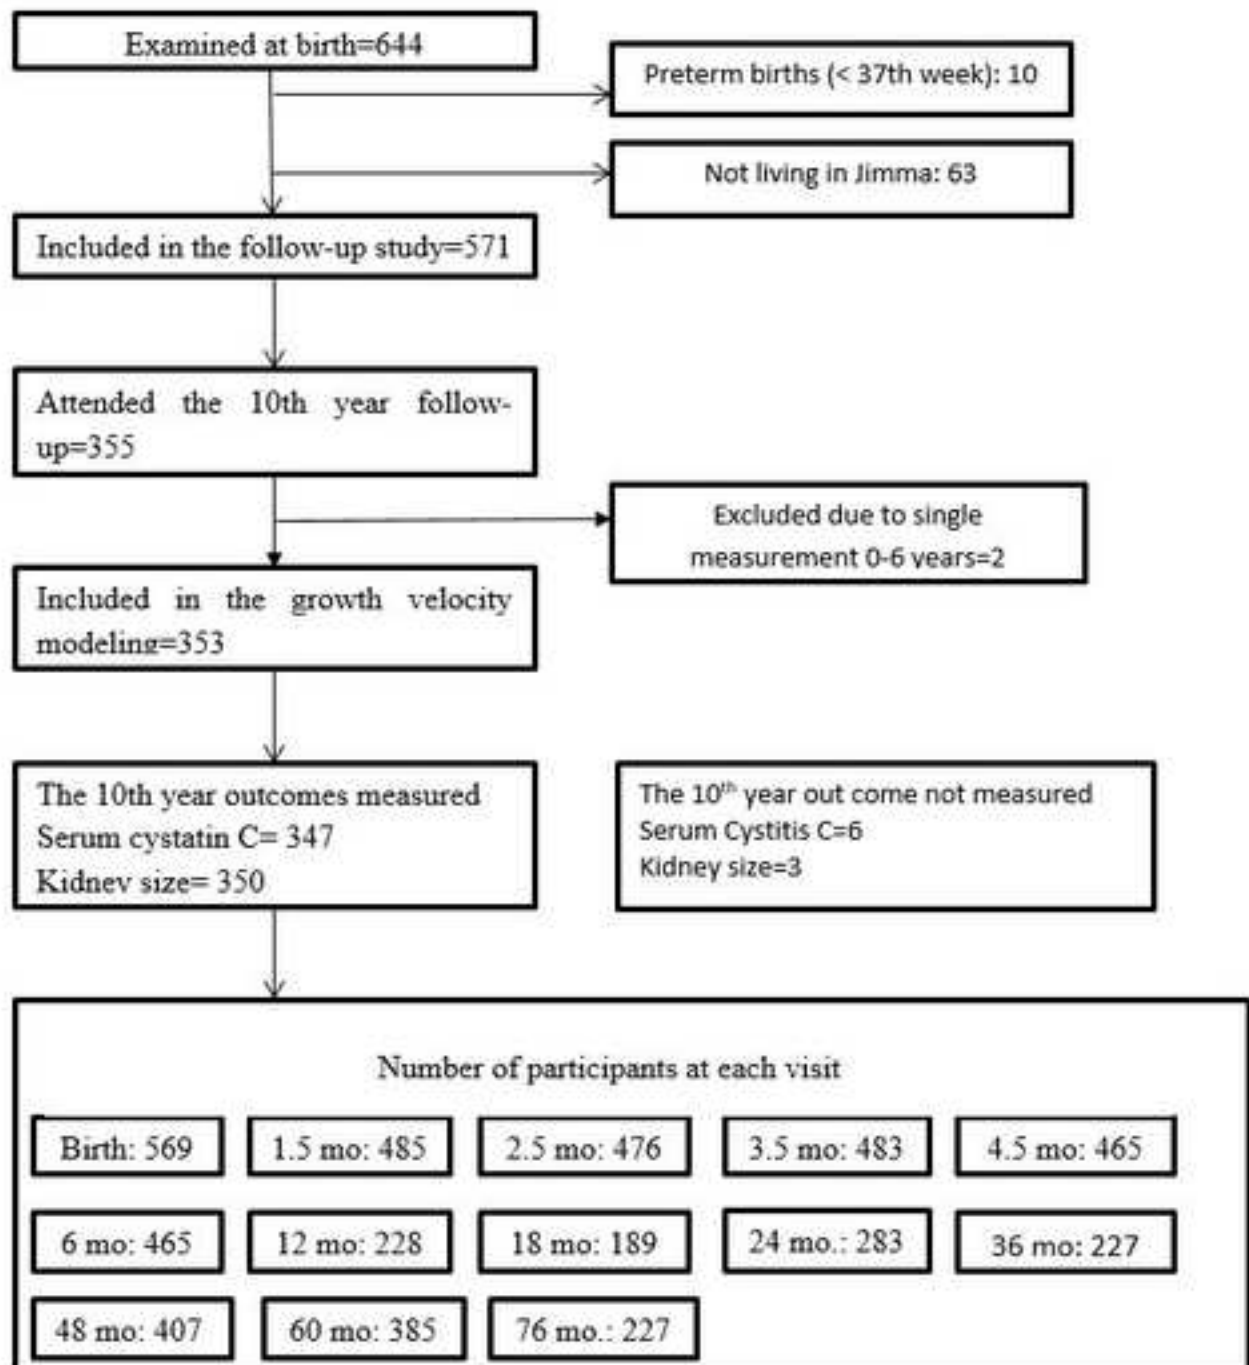 Examined at birth=644
Preterm births (< 37th week): 10
Not living in Jimma: 63
Included in the follow-up study=571
Attended the 10th year follow-
up=355
Excluded due to single
measurement 0-6 years=2
Included in the growth velocity
modeling=353
The 10th year outcomes measured
Serum cystatin C= 347
Kidney size= 350
The 10th year out come not measured
Serum Cystitis C=6
Kidney size=3
Number of participants at each visit
Birth: 569
1.5 mo: 485
2.5 mo: 476
3.5 mo: 483
4.5 mo: 465
6 mo: 465
12 mo: 228
18 mo: 189
24 mo.: 283
36 mo: 227
48 mo: 407
60 mo: 385
76 mo.: 227